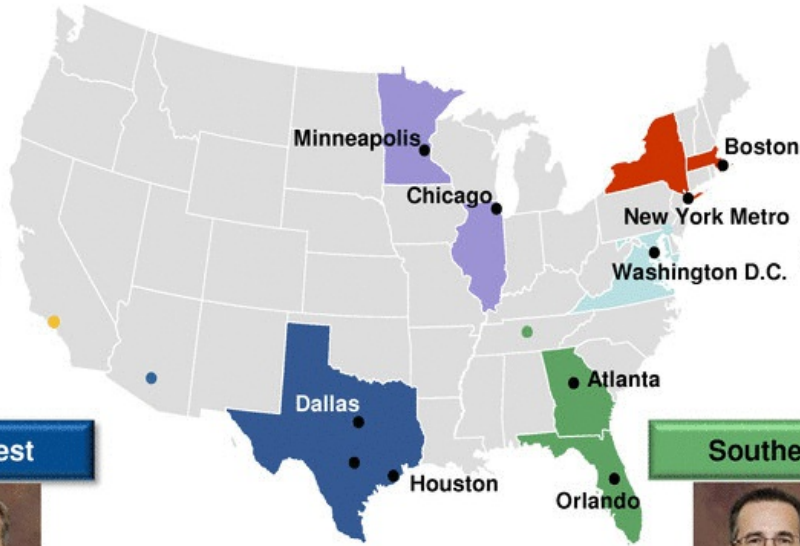 Minneapolis
Boston
Chicago
New York Metro
Washington D.C.
Atlanta
Dallas
est
Southe
Houston
Orlando